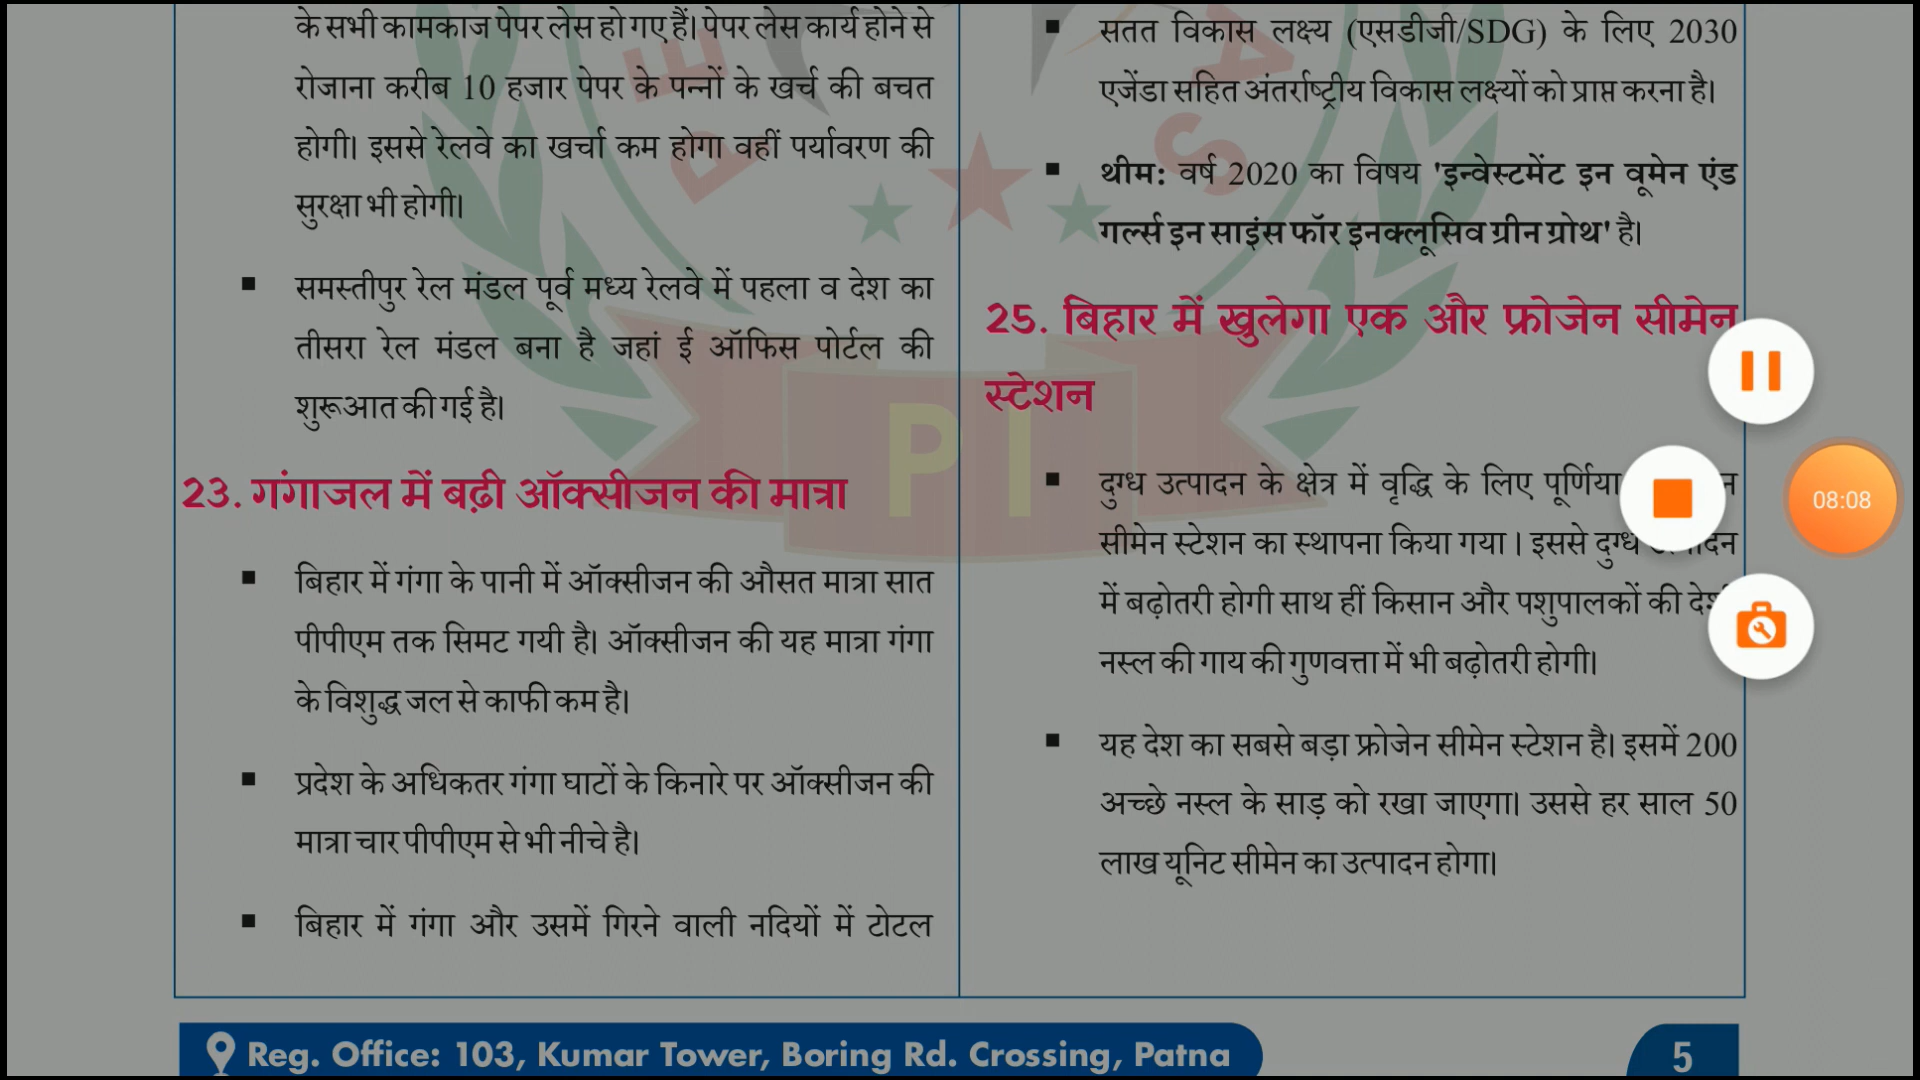 के सभी कामकाज पेपर लेस हो गए हैं। पेपर लेस कार्य होने से
रोजाना करीब 10 हजार पेपर के पन्नों के खर्च की बचत
होगी। इससे रेलवे का खर्चा कम होगा वहीं पर्यावरण की
सुरक्षा भी होगी।
समस्तीपुर रेल मंडल पूर्व मध्य रेलवे में पहला व देश का
तीसरा रेल मंडल बना है जहां ई ऑफिस पोर्टल की
शुरूआत की गई है।
23. गंगाजल में बढ़ी ऑक्सीजन की मात्रा
बिहार में गंगा के पानी में ऑक्सीजन की औसत मात्रा सात
पीपीएम तक सिमट गयी है। ऑक्सीजन की यह मात्रा गंगा
के विशुद्ध जल से काफी कम है।
प्रदेश के अधिकतर गंगा घाटों के किनारे पर ऑक्सीजन की
मात्रा चार पीपीएम से भी नीचे है।
बिहार में गंगा और उसमें गिरने वाली नदियों में टोटल
सतत विकास लक्ष्य (एसडीजी/SDG) के लिए 2030
एजेंडा सहित अंतर्राष्ट्रीय विकास लक्ष्यों को प्राप्त करना है।
थीम: वर्ष 2020 का विषय 'इन्वेस्टमेंट इन वूमेन एंड
गर्ल्स इन साइंस फॉर इनक्लूसिव ग्रीन ग्रोथ' है।
25. बिहार में खुलेगा एक और फ्रोजेन सीमेन
स्टेशन
दुग्ध उत्पादन के क्षेत्र में वृद्धि के लिए पूर्णिया
सीमेन स्टेशन का स्थापना किया गया । इससे दुग्ध
में बढ़ोतरी होगी साथ हीं किसान और पशुपालकों की
नस्ल की गाय की गुणवत्ता में भी बढ़ोतरी होगी।
यह देश का सबसे बड़ा फ्रोजेन सीमेन स्टेशन है। इसमें 200
अच्छे नस्ल के साड़ को रखा जाएगा। उससे हर साल 50
लाख यूनिट सीमेन का उत्पादन होगा।
08:08
PI
Reg. Office: 103, Kumar Tower, Boring Rd. Crossing, Patna
5